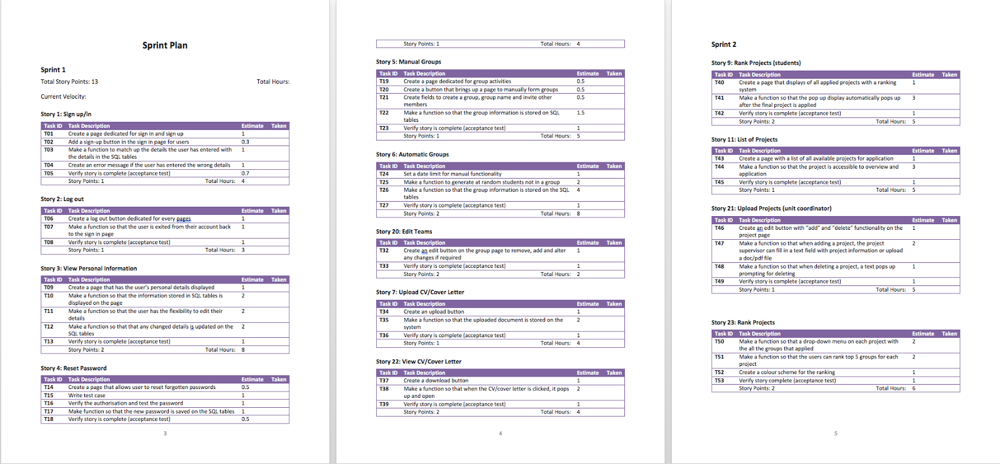 Sprint Plan
Sprint 1
Total Story Points: 13 Total Hours:
Current Velocity:
Story 1: Sign up/in
Task ID Task Description Estimate Taken
T01 Create a page dedicated for sign in and sign up 1
T02 Add a sign-up button in the sign in page for users 0.3
T03 Make a function to match up the details the user has entered with 1
the details in the SQL tables
T04 Create an error message if the user has entered the wrong details 1
T05 Verify story is complete (acceptance test) 0.7
Story Points: 1 Total Hours: 4
Story 2: Log out
Task ID Task Description Estimate Taken
T06 Create a log out button dedicated for every pages 1
T07 Make a function so that the user is exited from their account back 1
to the sign in page
T08 Verify story is complete (acceptance test) 1
Story Points: 1 Total Hours: 3
Story 3: View Personal Information
Task ID Task Description Estimate Taken
T09 Create a page that has the user's personal details displayed 1
T10 Make a function so that the information stored in SQL tables is 2
displayed on the page
T11 Make a function so that the user has the flexibility to edit their 2
details
T12 Make a function so that that any changed details is updated on the 2
SQL tables
T13 Verify story is complete (acceptance test) 1
Story Points: 2 Total Hours: 8
Story 4: Reset Password
Task ID Task Description Estimate Taken
T14 Create a page that allows user to reset forgotten passwords 0.5
T15 Write test case 1
T16 Verify the authorisation and test the password 1
T17 Make function so that the new password is saved on the SQL tables 1
T18 Verify story is complete (acceptance test) 0.5
3
Story Points: 1 Total Hours: 4
Story 5: Manual Groups
Task ID Task Description Estimate Taken
T19 Create a page dedicated for group activities 0.5
T20 Create a button that brings up a page to manually form groups 0.5
T21 Create fields to create a group, group name and invite other 0.5
members
T22 Make a function so that the group information is stored on SQL 1.5
tables
T23 Verify story is complete (acceptance test) 1
Story Points: 1 Total Hours: 5
Story 6: Automatic Groups
Task ID Task Description Estimate Taken
T24 Set a date limit for manual functionality 1
T25 Make a function to generate at random students not in a group 2
T26 Make a function so that the group information is stored on the SQL 4
tables
T27 Verify story is complete (acceptance test) 1
Story Points: 2 Total Hours: 8
Story 20: Edit Teams
Task ID Task Description Estimate Taken
T32 Create an edit button on the group page to remove, add and alter 1
any changes if required
T33 Verify story is complete (acceptance test) 1
Story Points: 2 Total Hours: 2
Story 7: Upload CV/Cover Letter
Task ID Task Description Estimate Taken
T34 Create an upload button 1
T35 Make a function so that the uploaded document is stored on the 2
system
T36 Verify story is complete (acceptance test) 1
Story Points: 1 Total Hours: 4
Story 22: View CV/Cover Letter
Task ID Task Description Estimate Taken
T37 Create a download button 1
T38 Make a function so that when the CV/cover letter is clicked, it pops 2
up and open
T39 Verify story is complete (acceptance test) 1
Story Points: 2 Total Hours: 4
4
Sprint 2
Story 9: Rank Projects (students)
Task ID Task Description Estimate Taken
T40 Create a page that displays of all applied projects with a ranking 1
system
T41 Make a function so that the pop up display automatically pops up 3
after the final project is applied
T42 Verify story is complete (acceptance test) 1
Story Points: 2 Total Hours: 5
Story 11: List of Projects
Task ID Task Description Estimate Taken
T43 Create a page with a list of all available projects for application 1
T44 Make a function so that the project is accessible to overview and 3
application
T45 Verify story is complete (acceptance test) 1
Story Points: 1 Total Hours: 5
Story 21: Upload Projects (unit coordinator)
Task ID Task Description Estimate Taken
T46 Create an edit button with "add" and "delete" functionality on the 1
project page
T47 Make a function so that when adding a project, the project 2
supervisor can fill in a text field with project information or upload
a doc/pdf file
T48 Make a function so that when deleting a project, a text pops up 1
prompting for deleting
T49 Verify story is complete (acceptance test) 1
Story Points: 1 Total Hours: 5
Story 23: Rank Projects
Task ID Task Description Estimate Taken
T50 Make a function so that a drop-down menu on each project with 2
the all the groups that applied
T51 Make a function so that the users can rank top 5 groups for each 2
project
T52 Create a colour scheme for the ranking 1
T53 Verify story complete (acceptance test) 1
Story Points: 2 Total Hours: 6
5